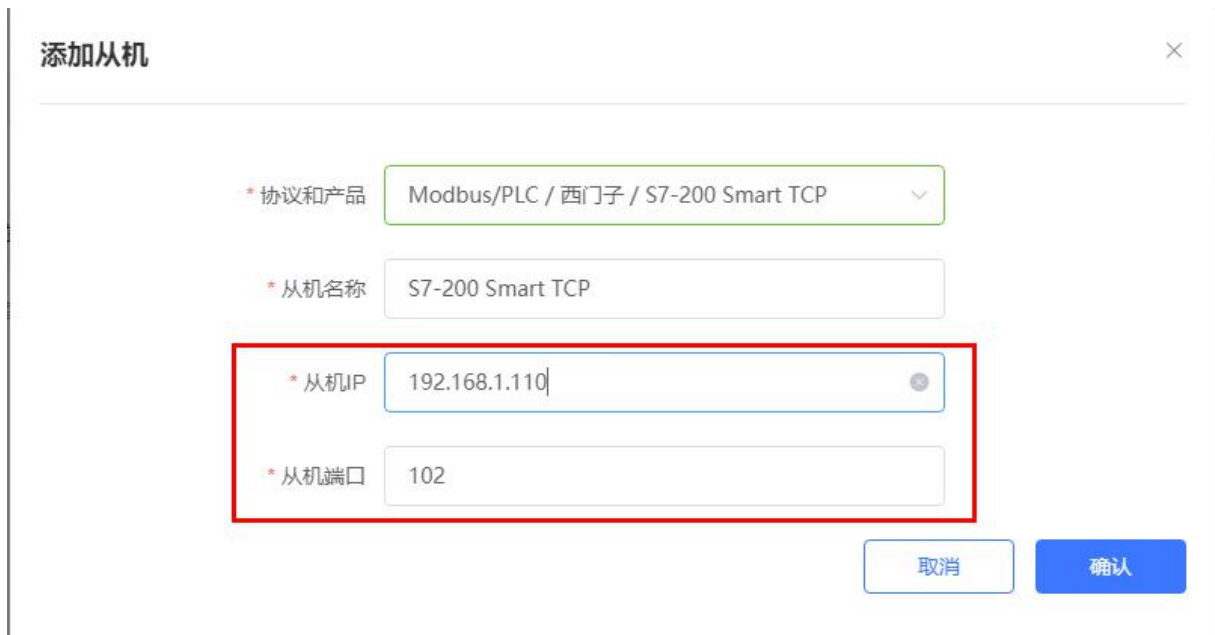 添加从机
* 协议和产品 Modbus/PLC / 西门子 / S7-200 Smart TCP
* 从机名称 S7-200 Smart TCP
* 从机IP 192.168.1.110
* 从机端口 102
取消 确认